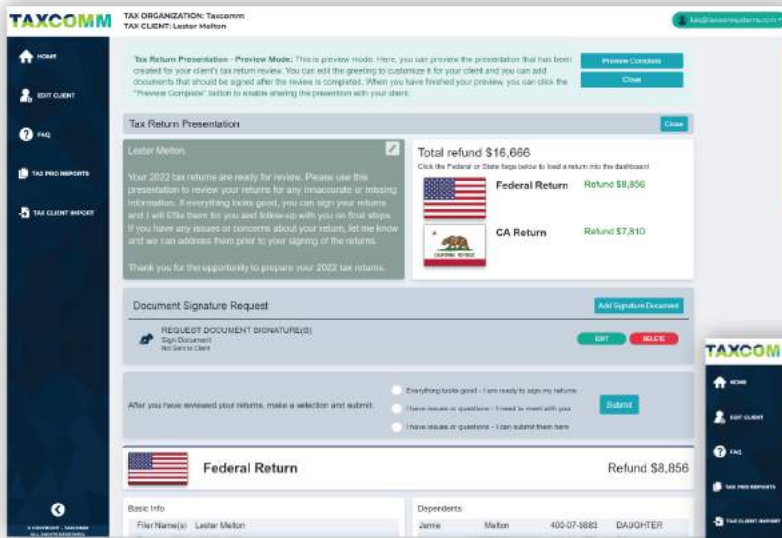 TAXCOMM
TAX ORGANIZATION: Taxcomm
TAX CLIENT: Lester Melton
HOME
EDIT CLIENT
FAQ
TAX PRO REPORTS
TAX CLIENT IMPORT
© COPYRIGHT - TAXCOMM
ALL RIGHTS RESERVED.
Tax Return Presentation - Preview Mode: This is preview mode. Here, you can preview the presentation that has been
created for your client's tax return review. You can edit the greeting to customize it for your client and you can add
documents that should be signed after the review is completed. When you have finished your preview, you can click the
"Preview Complete" button to enable sharing the presention with your client.
Preview Complete
Close
Tax Return Presentation
Close
Lester Melton,
Your 2022 tax returns are ready for review. Please use this
presentation to review your returns for any innaccurate or missing
information. If everything looks good, you can sign your returns
and I will Efile them for you and follow-up with you on final steps.
If you have any issues or concerns about your return, let me know
and we can address them prior to your signing of the returns.
Thank you for the opportunity to prepare your 2022 tax returns.
Total refund $16,666
Click the Federal or State flags below to load a return into the dashboard
Federal Return Refund $8,856
CALIFORNIA REPUBLIC
CA Return Refund $7,810
Document Signature Request
Add Signature Document
REQUEST DOCUMENT SIGNATURE(S)
Sign Document
EDIT
DELETE
After you have reviewed your returns, make a selection and submit:
Everything looks good - I am ready to sign my returns
I have issues or questions - I need to meet with you
I have issues or questions - I can submit them here
Submit
Federal Return
Refund $8,856
Basic Info
Filer Name(s) Lester Melton
Dependents
Jamie Melton 400-07-9883 DAUGHTER
TAXCOM
HOME
EDIT CLIENT
FAQ
TAX PRO REPORTS
TAX CLIENT IMPORT